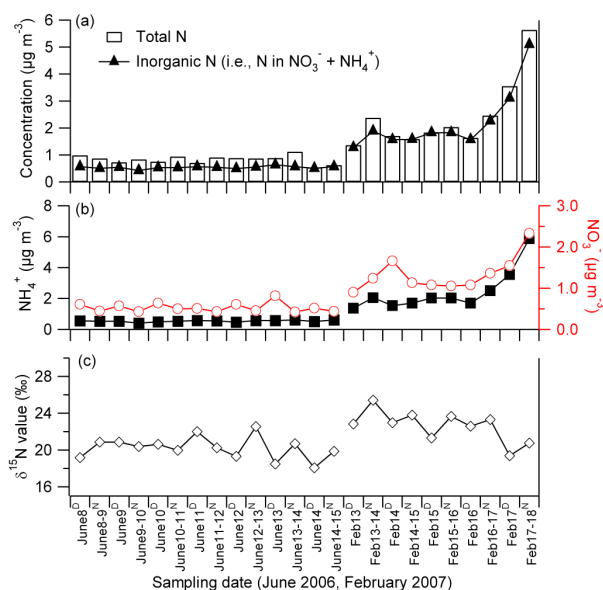 (a)
Total N
Inorganic N (i.e., N in NO₃⁻ + NH₄⁺)
Concentration (µg m⁻³)
6
5
4
3
2
1
0
(b)
NH₄⁺ (µg m⁻³)
8
6
4
2
0
3.0
2.0
1.0
0.0
NO₃⁻ (µg m⁻³)
(c)
δ¹⁵N value (‰)
28
24
20
16
June8ᴰ
June8-9ᴺ
June9ᴰ
June9-10ᴺ
June10ᴰ
June10-11ᴺ
June11ᴰ
June11-12ᴺ
June12ᴰ
June12-13ᴺ
June13ᴰ
June13-14ᴺ
June14ᴰ
June14-15ᴺ
Feb13ᴰ
Feb13-14ᴺ
Feb14ᴰ
Feb14-15ᴺ
Feb15ᴰ
Feb15-16ᴺ
Feb16ᴰ
Feb16-17ᴺ
Feb17ᴰ
Feb17-18ᴺ
Sampling date (June 2006, February 2007)